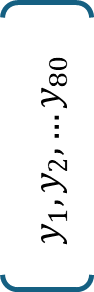 y₁, y₂, … y₈₀